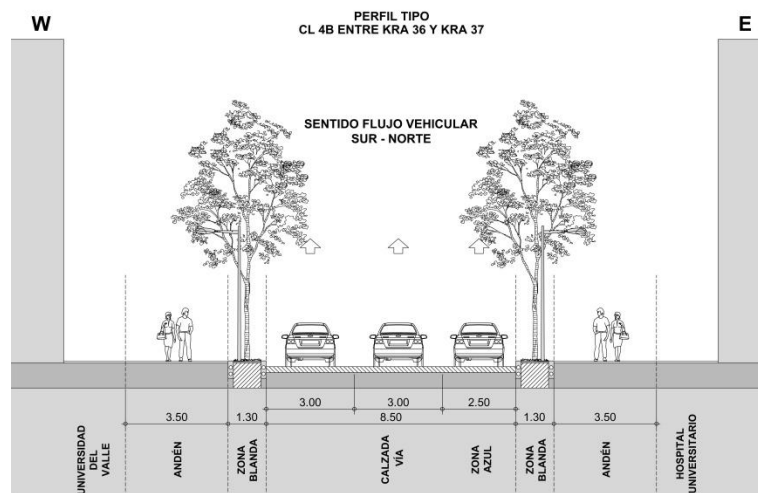 W
PERFIL TIPO
CL 4B ENTRE KRA 36 Y KRA 37
E
SENTIDO FLUJO VEHICULAR
SUR - NORTE
3.00
3.00
2.50
3.50
1.30
8.50
1.30
3.50
UNIVERSIDAD
DEL
VALLE
ANDÉN
ZONA
BLANDA
CALZADA
VÍA
ZONA
AZUL
ZONA
BLANDA
ANDÉN
HOSPITAL
UNIVERSITARIO